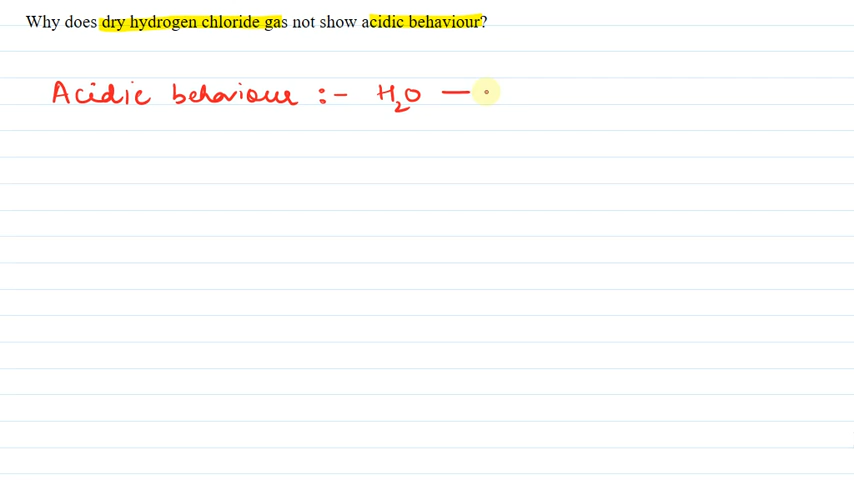 Why does dry hydrogen chloride gas not show acidic behaviour?
Acidic behaviour :- H₂O —